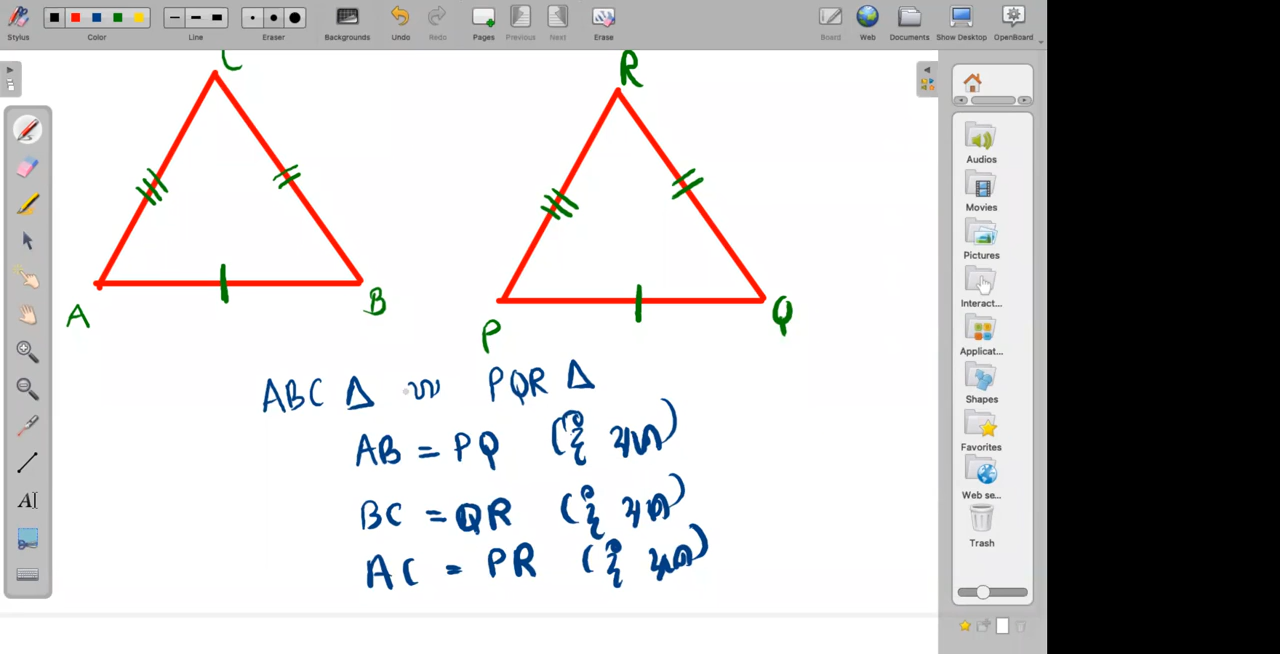 Stylus
Color
Line
Eraser
Backgrounds
Undo
Redo
Pages
Previous
Next
Erase
Board
Web
Documents
Show Desktop
OpenBoard
C
R
A
B
P
Q
ABC Δ PQR Δ
AB = PQ
BC = QR
AC = PR
Audios
Movies
Pictures
Interact...
Applicat...
Shapes
Favorites
Web se...
Trash